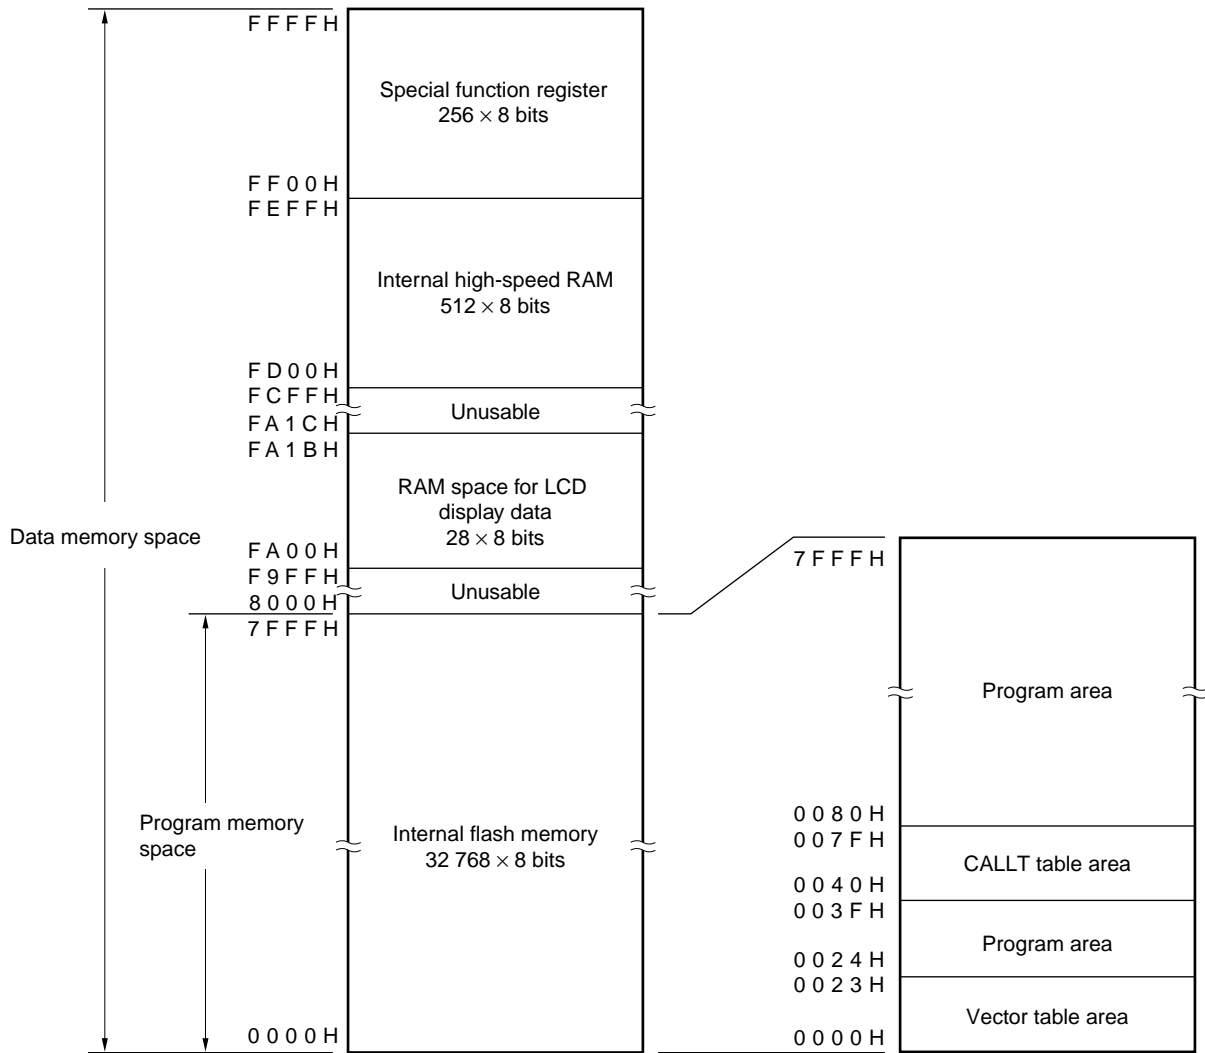 FFFFH
Special function register
256 × 8 bits
FF00H
FEFFH
Internal high-speed RAM
512 × 8 bits
FD00H
FCFFH
Unusable
FA1CH
FA1BH
RAM space for LCD
display data
28 × 8 bits
Data memory space
FA00H
F9FFH
Unusable
8000H
7FFFH
Program memory
space
Internal flash memory
32 768 × 8 bits
0000H
7FFFH
Program area
0080H
007FH
CALLT table area
0040H
003FH
Program area
0024H
0023H
Vector table area
0000H